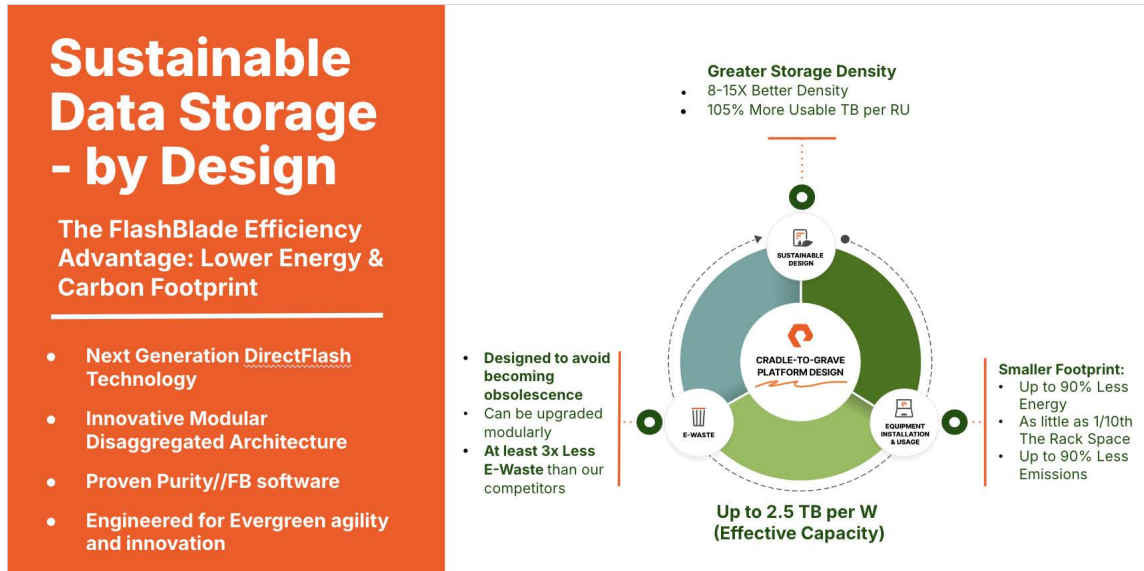 Sustainable
Data Storage
- by Design
The FlashBlade Efficiency
Advantage: Lower Energy &
Carbon Footprint
• Next Generation DirectFlash
Technology
• Innovative Modular
Disaggregated Architecture
• Proven Purity//FB software
• Engineered for Evergreen agility
and innovation
Greater Storage Density
• 8-15X Better Density
• 105% More Usable TB per RU
SUSTAINABLE
DESIGN
CRADLE-TO-GRAVE
PLATFORM DESIGN
• Designed to avoid
becoming
obsolescence
• Can be upgraded
modularly
• At least 3x Less
E-Waste than our
competitors
E-WASTE
EQUIPMENT
INSTALLATION
& USAGE
Smaller Footprint:
• Up to 90% Less
Energy
• As little as 1/10th
The Rack Space
• Up to 90% Less
Emissions
Up to 2.5 TB per W
(Effective Capacity)